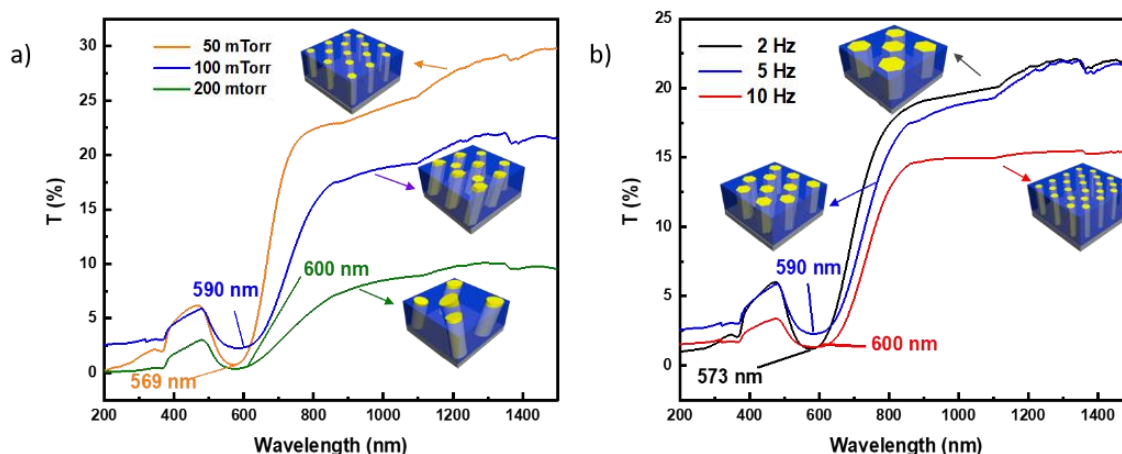 a)
50 mTorr
100 mTorr
200 mtorr
30
25
20
15
10
5
0
T (%)
590 nm
600 nm
569 nm
200 400 600 800 1000 1200 1400
Wavelength (nm)
b)
2 Hz
5 Hz
10 Hz
25
20
15
10
5
0
T (%)
590 nm
600 nm
573 nm
200 400 600 800 1000 1200 1400
Wavelength (nm)